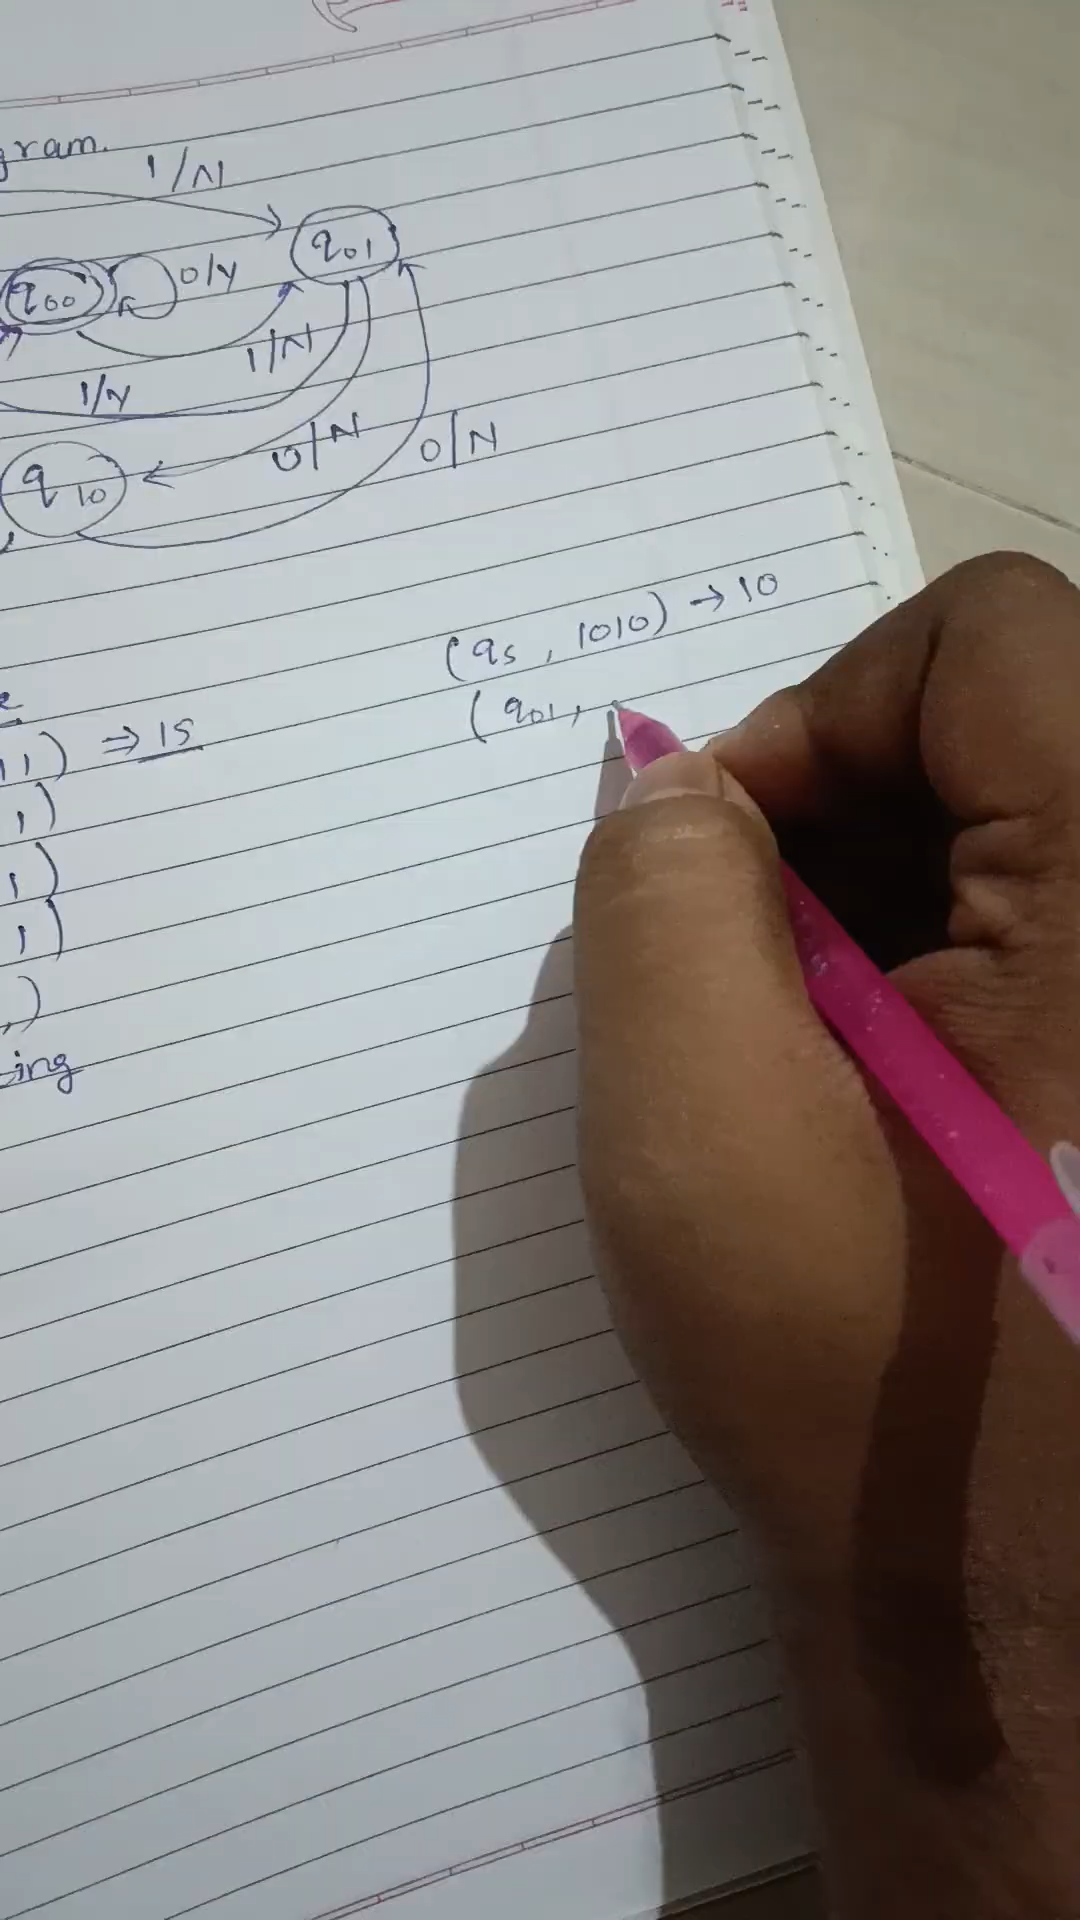 gram.
1/N
q01
q00
0/Y
1/N
1/Y
0/N
0/N
q10
(qs, 1010) → 10
(q01,
11) ⇒ 15
1)
1)
1)
,)
ing